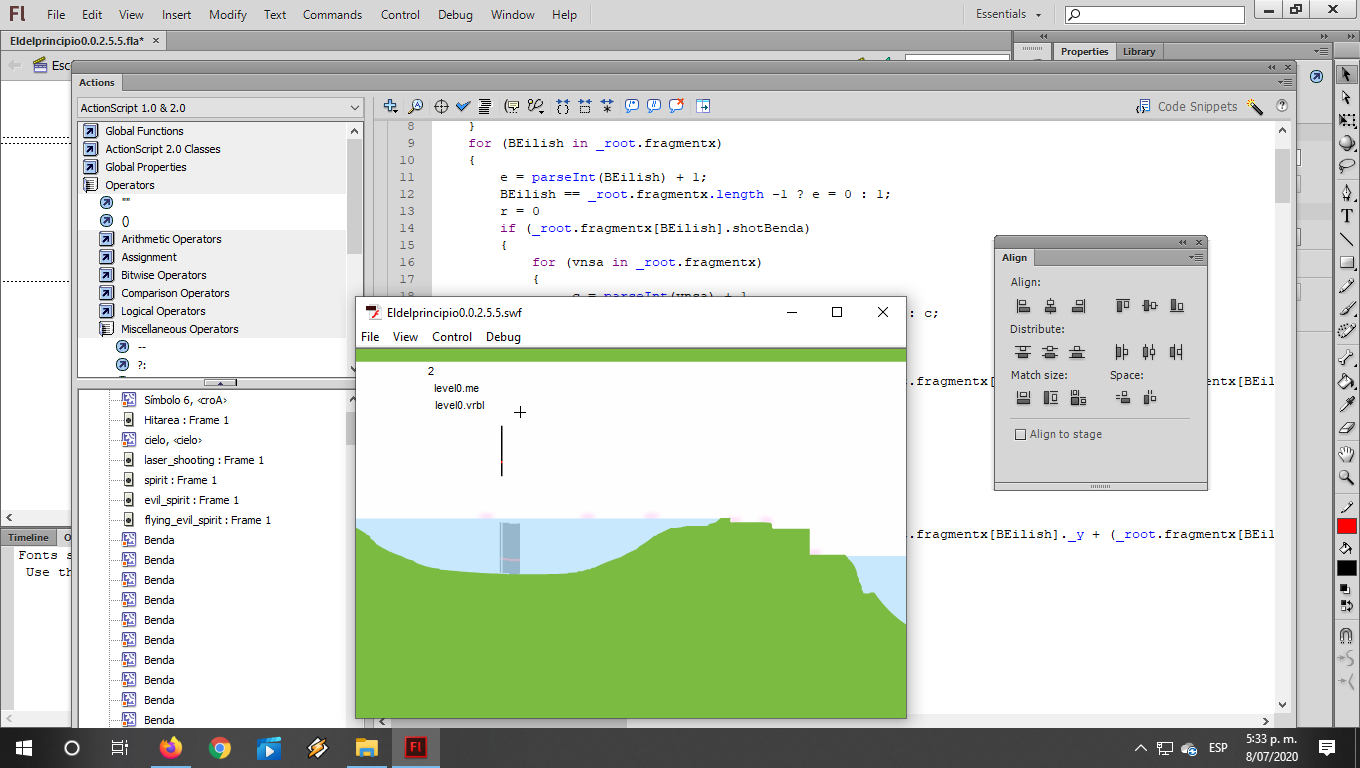 Fl File Edit View Insert Modify Text Commands Control Debug Window Help Essentials
Eldelprincipio0.0.2.5.5.fla* ×
Properties Library
Esc
Actions
ActionScript 1.0 & 2.0
Code Snippets
Global Functions
ActionScript 2.0 Classes
Global Properties
Operators
""
()
Arithmetic Operators
Assignment
Bitwise Operators
Comparison Operators
Logical Operators
Miscellaneous Operators
--
?:
Símbolo 6, <croA>
Hitarea : Frame 1
cielo, <cielo>
laser_shooting : Frame 1
spirit : Frame 1
evil_spirit : Frame 1
flying_evil_spirit : Frame 1
Benda
Benda
Benda
Benda
Benda
Benda
Benda
Benda
Benda
Benda
8 }
9 for (BEilish in _root.fragmentx)
10 {
11 e = parseInt(BEilish) + 1;
12 BEilish == _root.fragmentx.length -1 ? e = 0 : 1;
13 r = 0
14 if (_root.fragmentx[BEilish].shotBenda)
15 {
16 for (vnsa in _root.fragmentx)
17 {
18 c = parseInt(vnsa) + 1
: c;
.fragmentx[ mentx[BEil
.fragmentx[BEilish]._y + (_root.fragmentx[BEil
Align
Align:
Distribute:
Match size: Space:
Align to stage
Eldelprincipio0.0.2.5.5.swf
File View Control Debug
2
level0.me
level0.vrbl
Timeline O
Fonts s
Use th
ESP
5:33 p. m.
8/07/2020
Fl